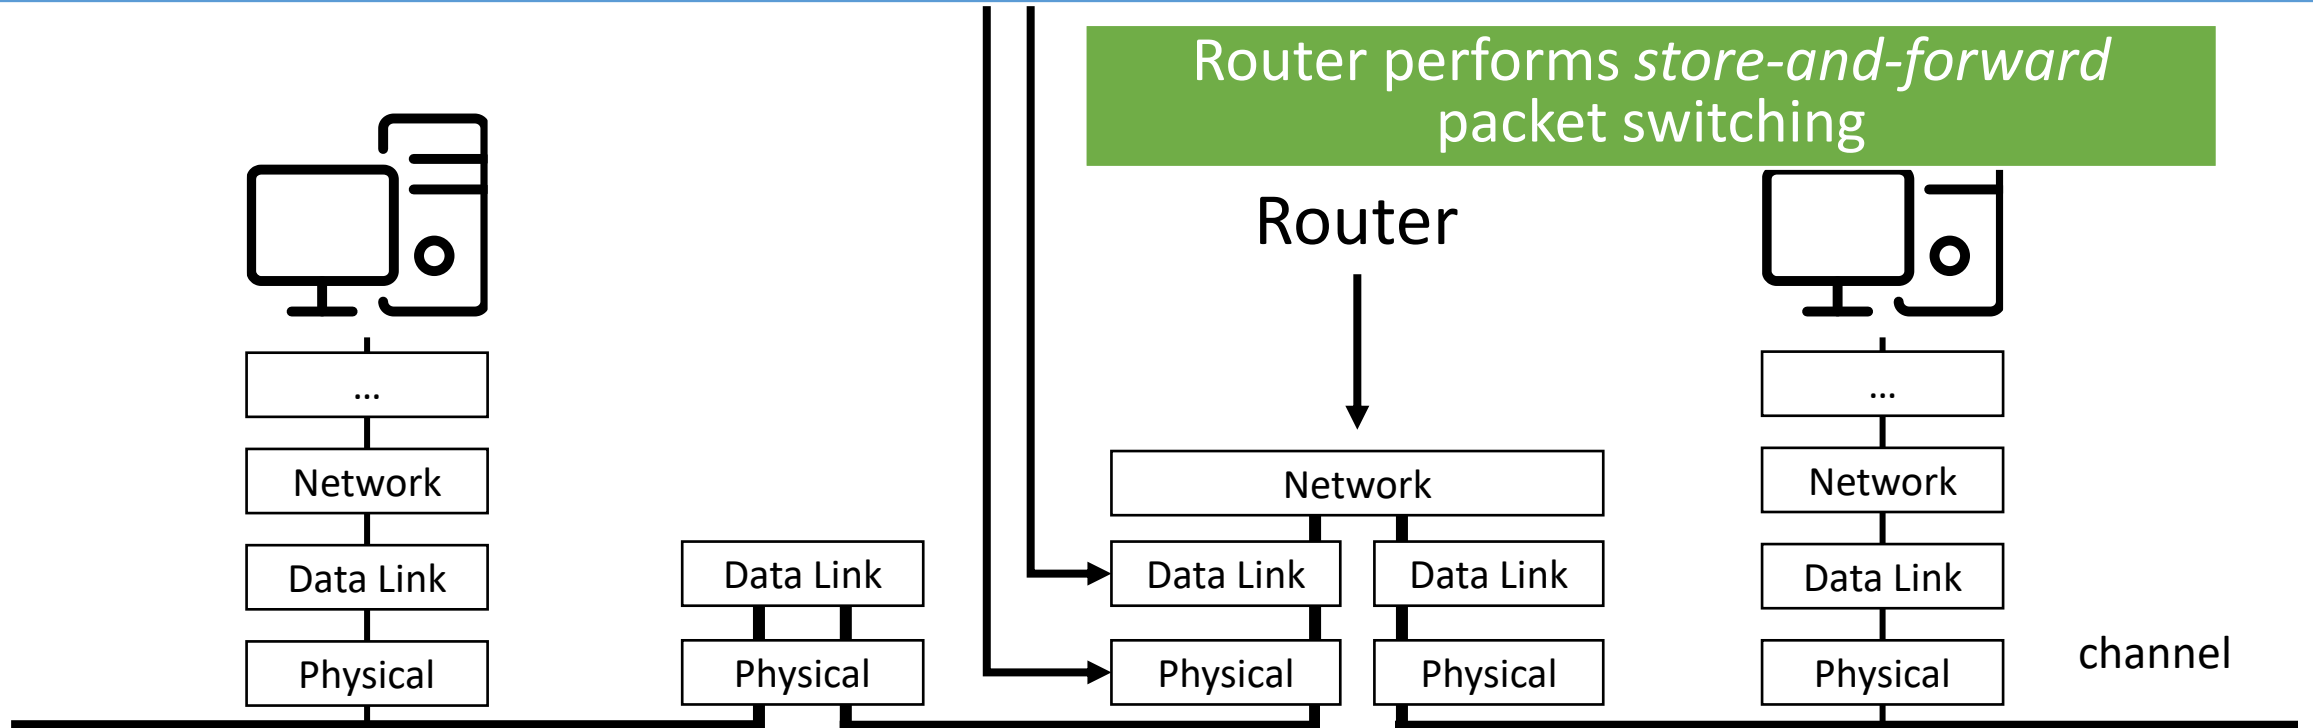 Router performs store-and-forward
packet switching
Router
...
Network
Data Link
Physical
Data Link
Physical
Network
Data Link
Data Link
Physical
Physical
...
Network
Data Link
Physical
channel